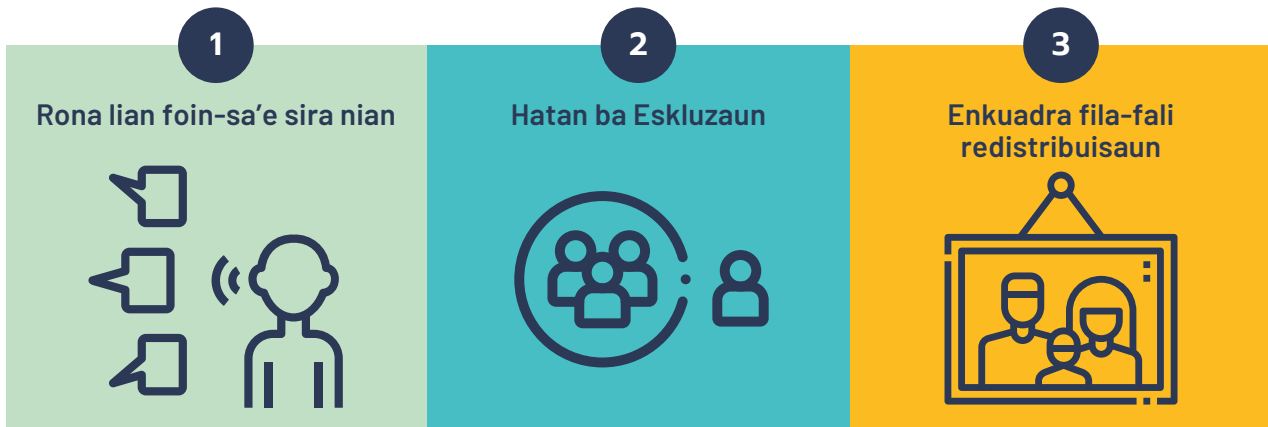 1
Rona lian foin-sa’e sira nian
2
Hatan ba Eskluzaun
3
Enkuadra fila-fali
redistribuisaun